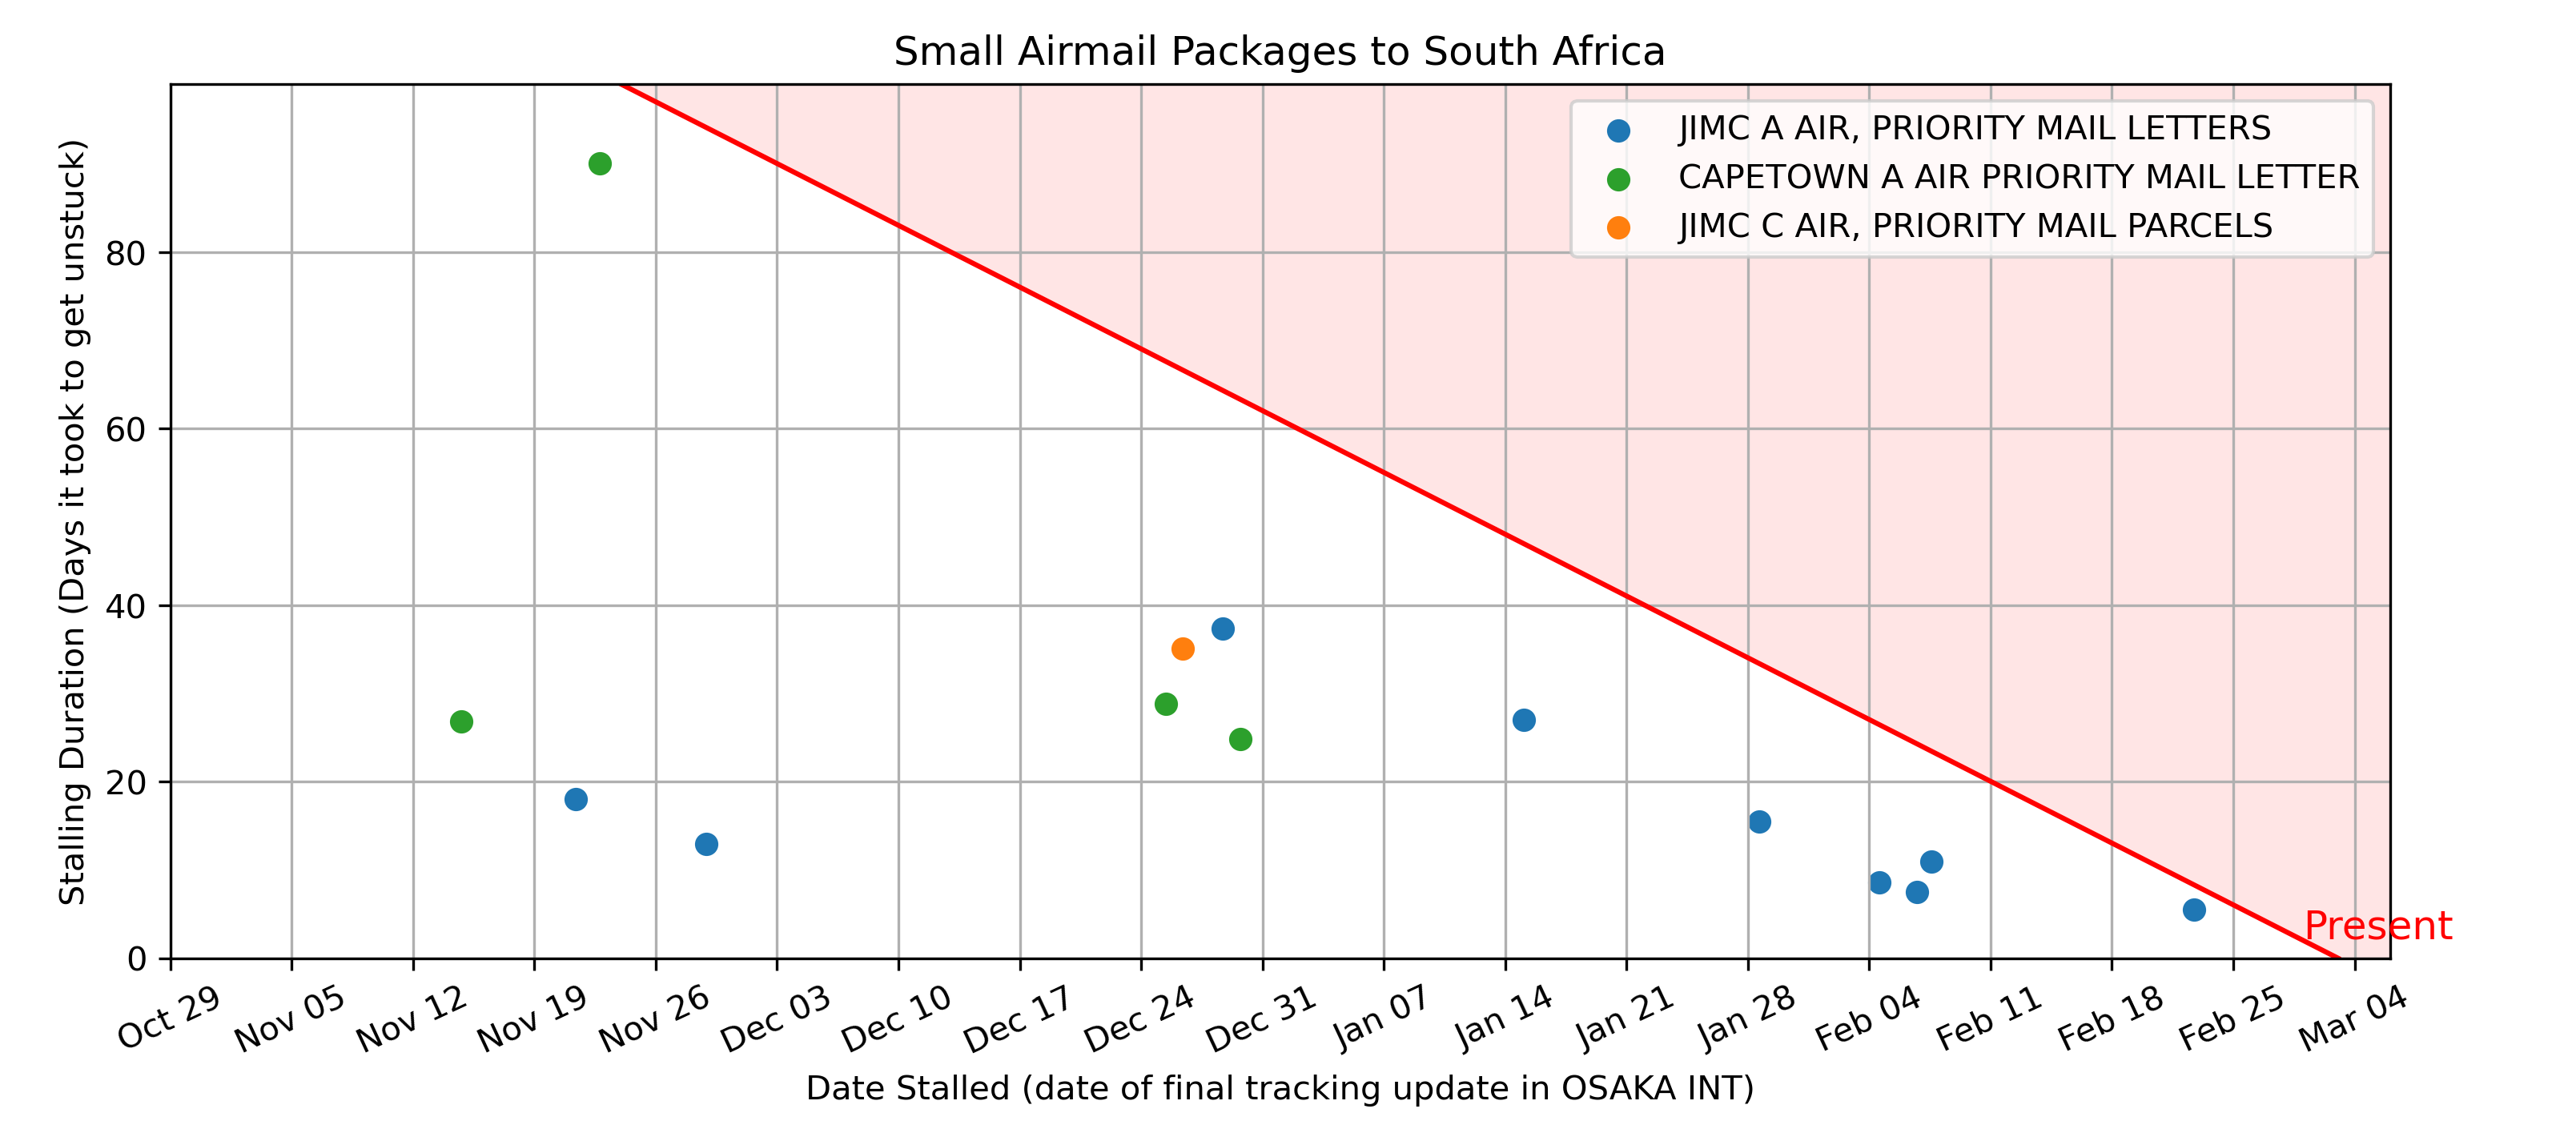 Small Airmail Packages to South Africa
JIMC A AIR, PRIORITY MAIL LETTERS
CAPETOWN A AIR PRIORITY MAIL LETTER
JIMC C AIR, PRIORITY MAIL PARCELS
Stalling Duration (Days it took to get unstuck)
80
60
40
20
0
Present
Oct 29
Nov 05
Nov 12
Nov 19
Nov 26
Dec 03
Dec 10
Dec 17
Dec 24
Dec 31
Jan 07
Jan 14
Jan 21
Jan 28
Feb 04
Feb 11
Feb 18
Feb 25
Mar 04
Date Stalled (date of final tracking update in OSAKA INT)